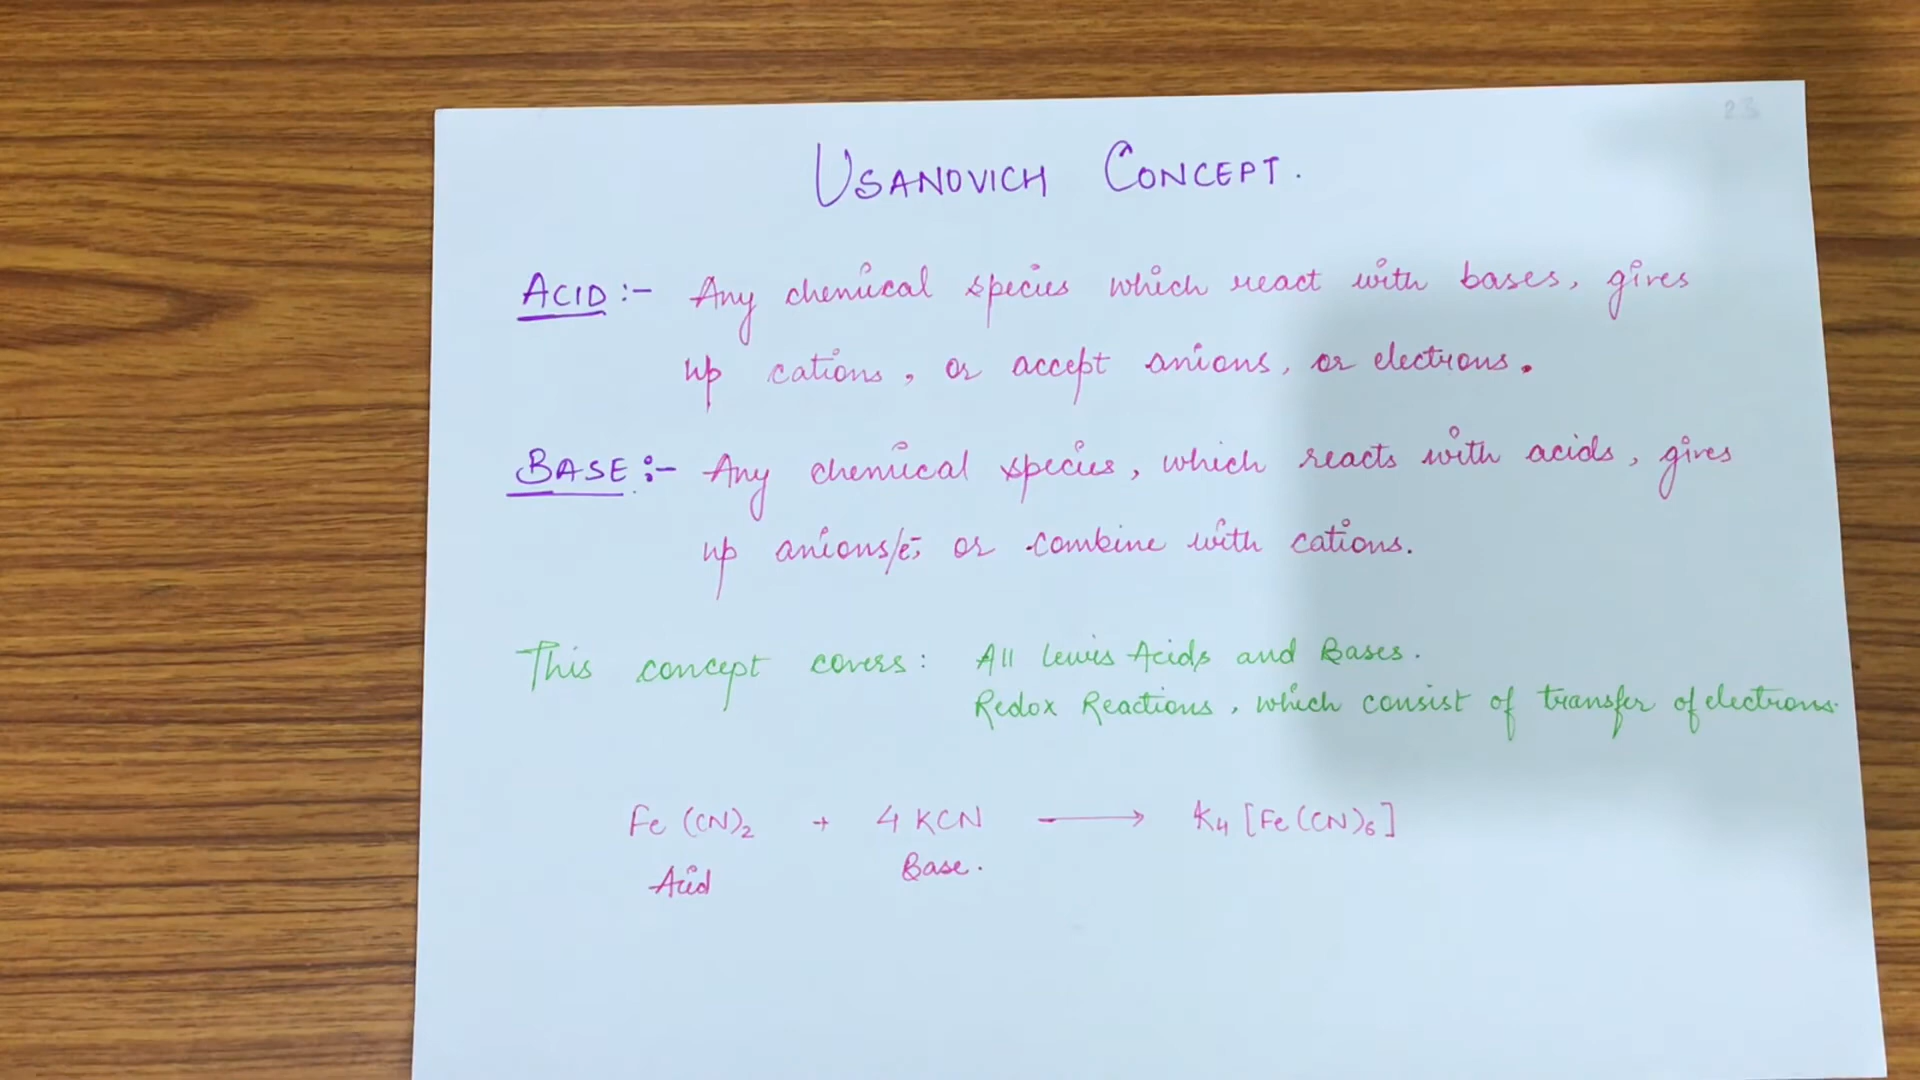 23
USANOVICH CONCEPT.
ACID :- Any chemical species which react with bases, gives
up cations, or accept anions, or electrons.
BASE :- Any chemical species, which reacts with acids, gives
up anions/e⁻, or combine with cations.
This concept covers: All Lewis Acids and Bases.
Redox Reactions, which consist of transfer of electrons.
Fe (CN)₂ + 4 KCN ⟶ K₄ [Fe(CN)₆]
Acid Base.